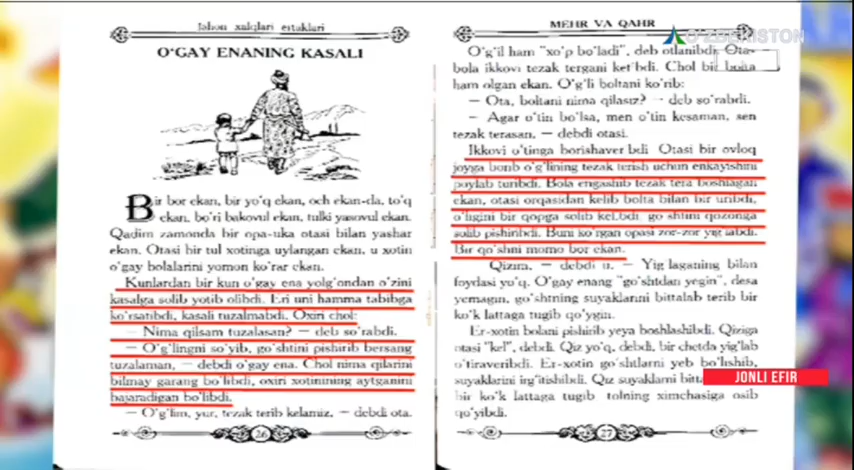 Jahon xalqlari ertaklari
O'GAY ENANING KASALI
Bir bor ekan, bir yo'q ekan, och ekan-da, to'q
ekan, bo'ri bakovul ekan, tulki yasovul ekan.
Qadim zamonda bir opa-uka otasi bilan yashar
ekan. Otasi bir tul xotinga uylangan ekan, u xotin
o'gay bolalarini yomon ko'rar ekan.
Kunlardan bir kun o'gay ena yolg'ondan o'zini
kasalga solib yotib olibdi. Eri uni hamma tabibga
ko'rsatibdi, kasali tuzalmabdi. Oxiri chol:
— Nima qilsam tuzalasan? — deb so'rabdi.
— O'g'lingni so'yib, go'shtini pishirib bersang
tuzalaman, — debdi o'gay ena. Chol nima qilarini
bilmay garang bo'libdi, oxiri xotinining aytganini
bajaradigan bo'libdi.
— O'g'lim, yur, tezak terib kelamiz, — debdi ota.
26
MEHR VA QAHR
O'g'il ham "xo'p bo'ladi", deb otlanibdi. Ota-
bola ikkovi tezak tergani ketibdi. Chol bir bolta
ham olgan ekan. O'g'li boltani ko'rib:
— Ota, boltani nima qilasiz? — deb so'rabdi.
— Agar o'tin bo'lsa, men o'tin kesaman, sen
tezak terasan, — debdi otasi.
Ikkovi o'tinga borishaveribdi. Otasi bir ovloq
joyga borib o'g'lining tezak terish uchun enkayishini
poylab turibdi. Bola engashib tezak tera boshlagan
ekan, otasi orqasidan kelib bolta bilan bir uribdi,
o'ligini bir qopga solib kelibdi. go'shtini qozonga
solib pishiribdi. Buni ko'rgan opasi zor-zor yig'labdi.
Bir qo'shni momo bor ekan.
Qizim, — debdi u. — Yig'laganing bilan
foydasi yo'q. O'gay enang "go'shtdan yegin", desa
yemagin, go'shtning suyaklarini bittalab terib bir
ko'k lattaga tugib qo'ygin.
Er-xotin bolani pishirib yeya boshlashibdi. Qiziga
otasi "kel", debdi. Qiz yo'q, debdi, bir chetda yig'lab
o'tiraveribdi. Er-xotin go'shtlarni yeb bo'lishib,
suyaklarini irg'itishibdi. Qiz suyaklarni
bir ko'k lattaga tugib tolning ximchasiga osib
qo'yibdi.
27
O'ZBEKISTON
JONLI EFIR